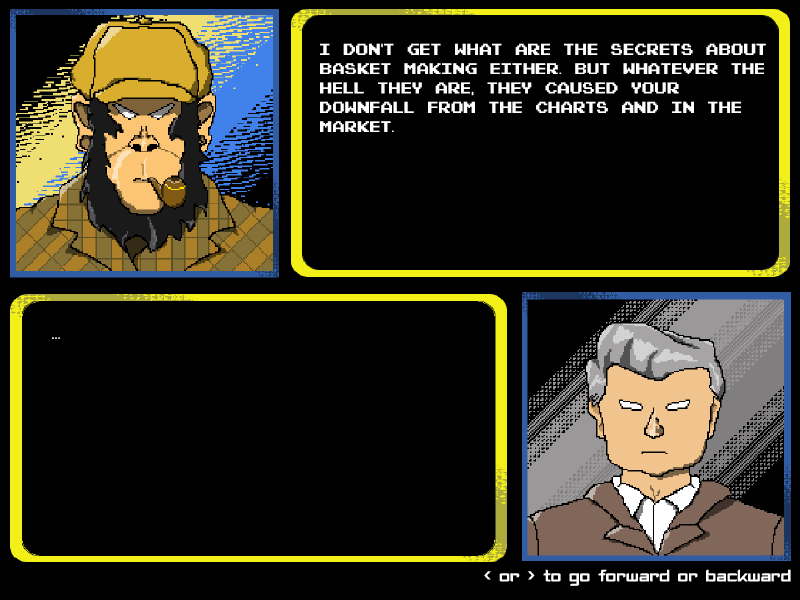 I DON'T GET WHAT ARE THE SECRETS ABOUT
BASKET MAKING EITHER. BUT WHATEVER THE
HELL THEY ARE, THEY CAUSED YOUR
DOWNFALL FROM THE CHARTS AND IN THE
MARKET.
...
< or > to go forward or backward